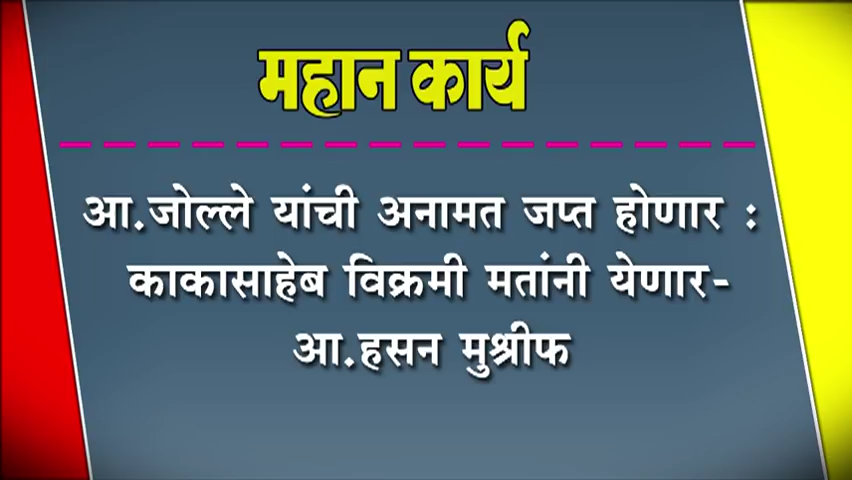 महान कार्य
आ.जोल्ले यांची अनामत जप्त होणार :
काकासाहेब विक्रमी मतांनी येणार-
आ.हसन मुश्रीफ